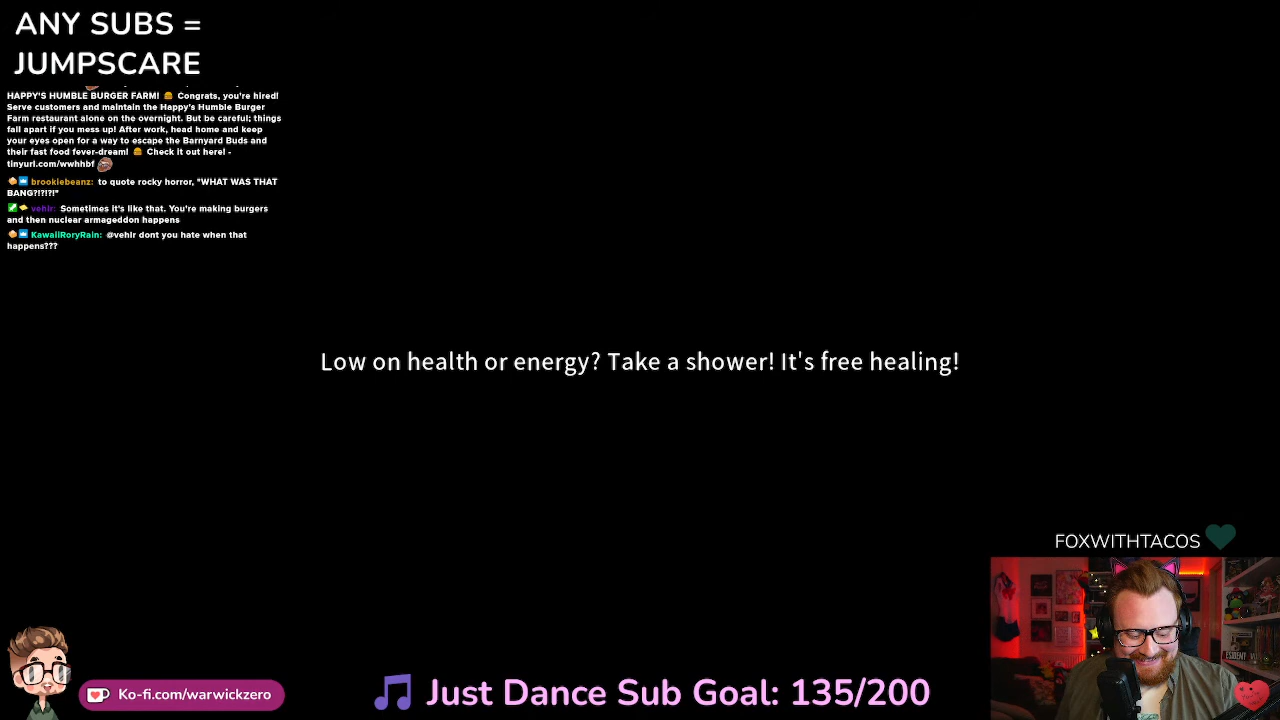 ANY SUBS =
JUMPSCARE
HAPPY'S HUMBLE BURGER FARM! 🍔 Congrats, you're hired!
Serve customers and maintain the Happy's Humble Burger
Farm restaurant alone on the overnight. But be careful; things
fall apart if you mess up! After work, head home and keep
your eyes open for a way to escape the Barnyard Buds and
their fast food fever-dream! 🍔 Check it out here! -
tinyurl.com/wwhhbf
brookiebeanz: to quote rocky horror, "WHAT WAS THAT
BANG?!?!?!"
vehlr: Sometimes it's like that. You're making burgers
and then nuclear armageddon happens
KawaiiRoryRain: @vehlr dont you hate when that
happens???
Low on health or energy? Take a shower! It's free healing!
FOXWITHTACOS
Ko-fi.com/warwickzero
Just Dance Sub Goal: 135/200